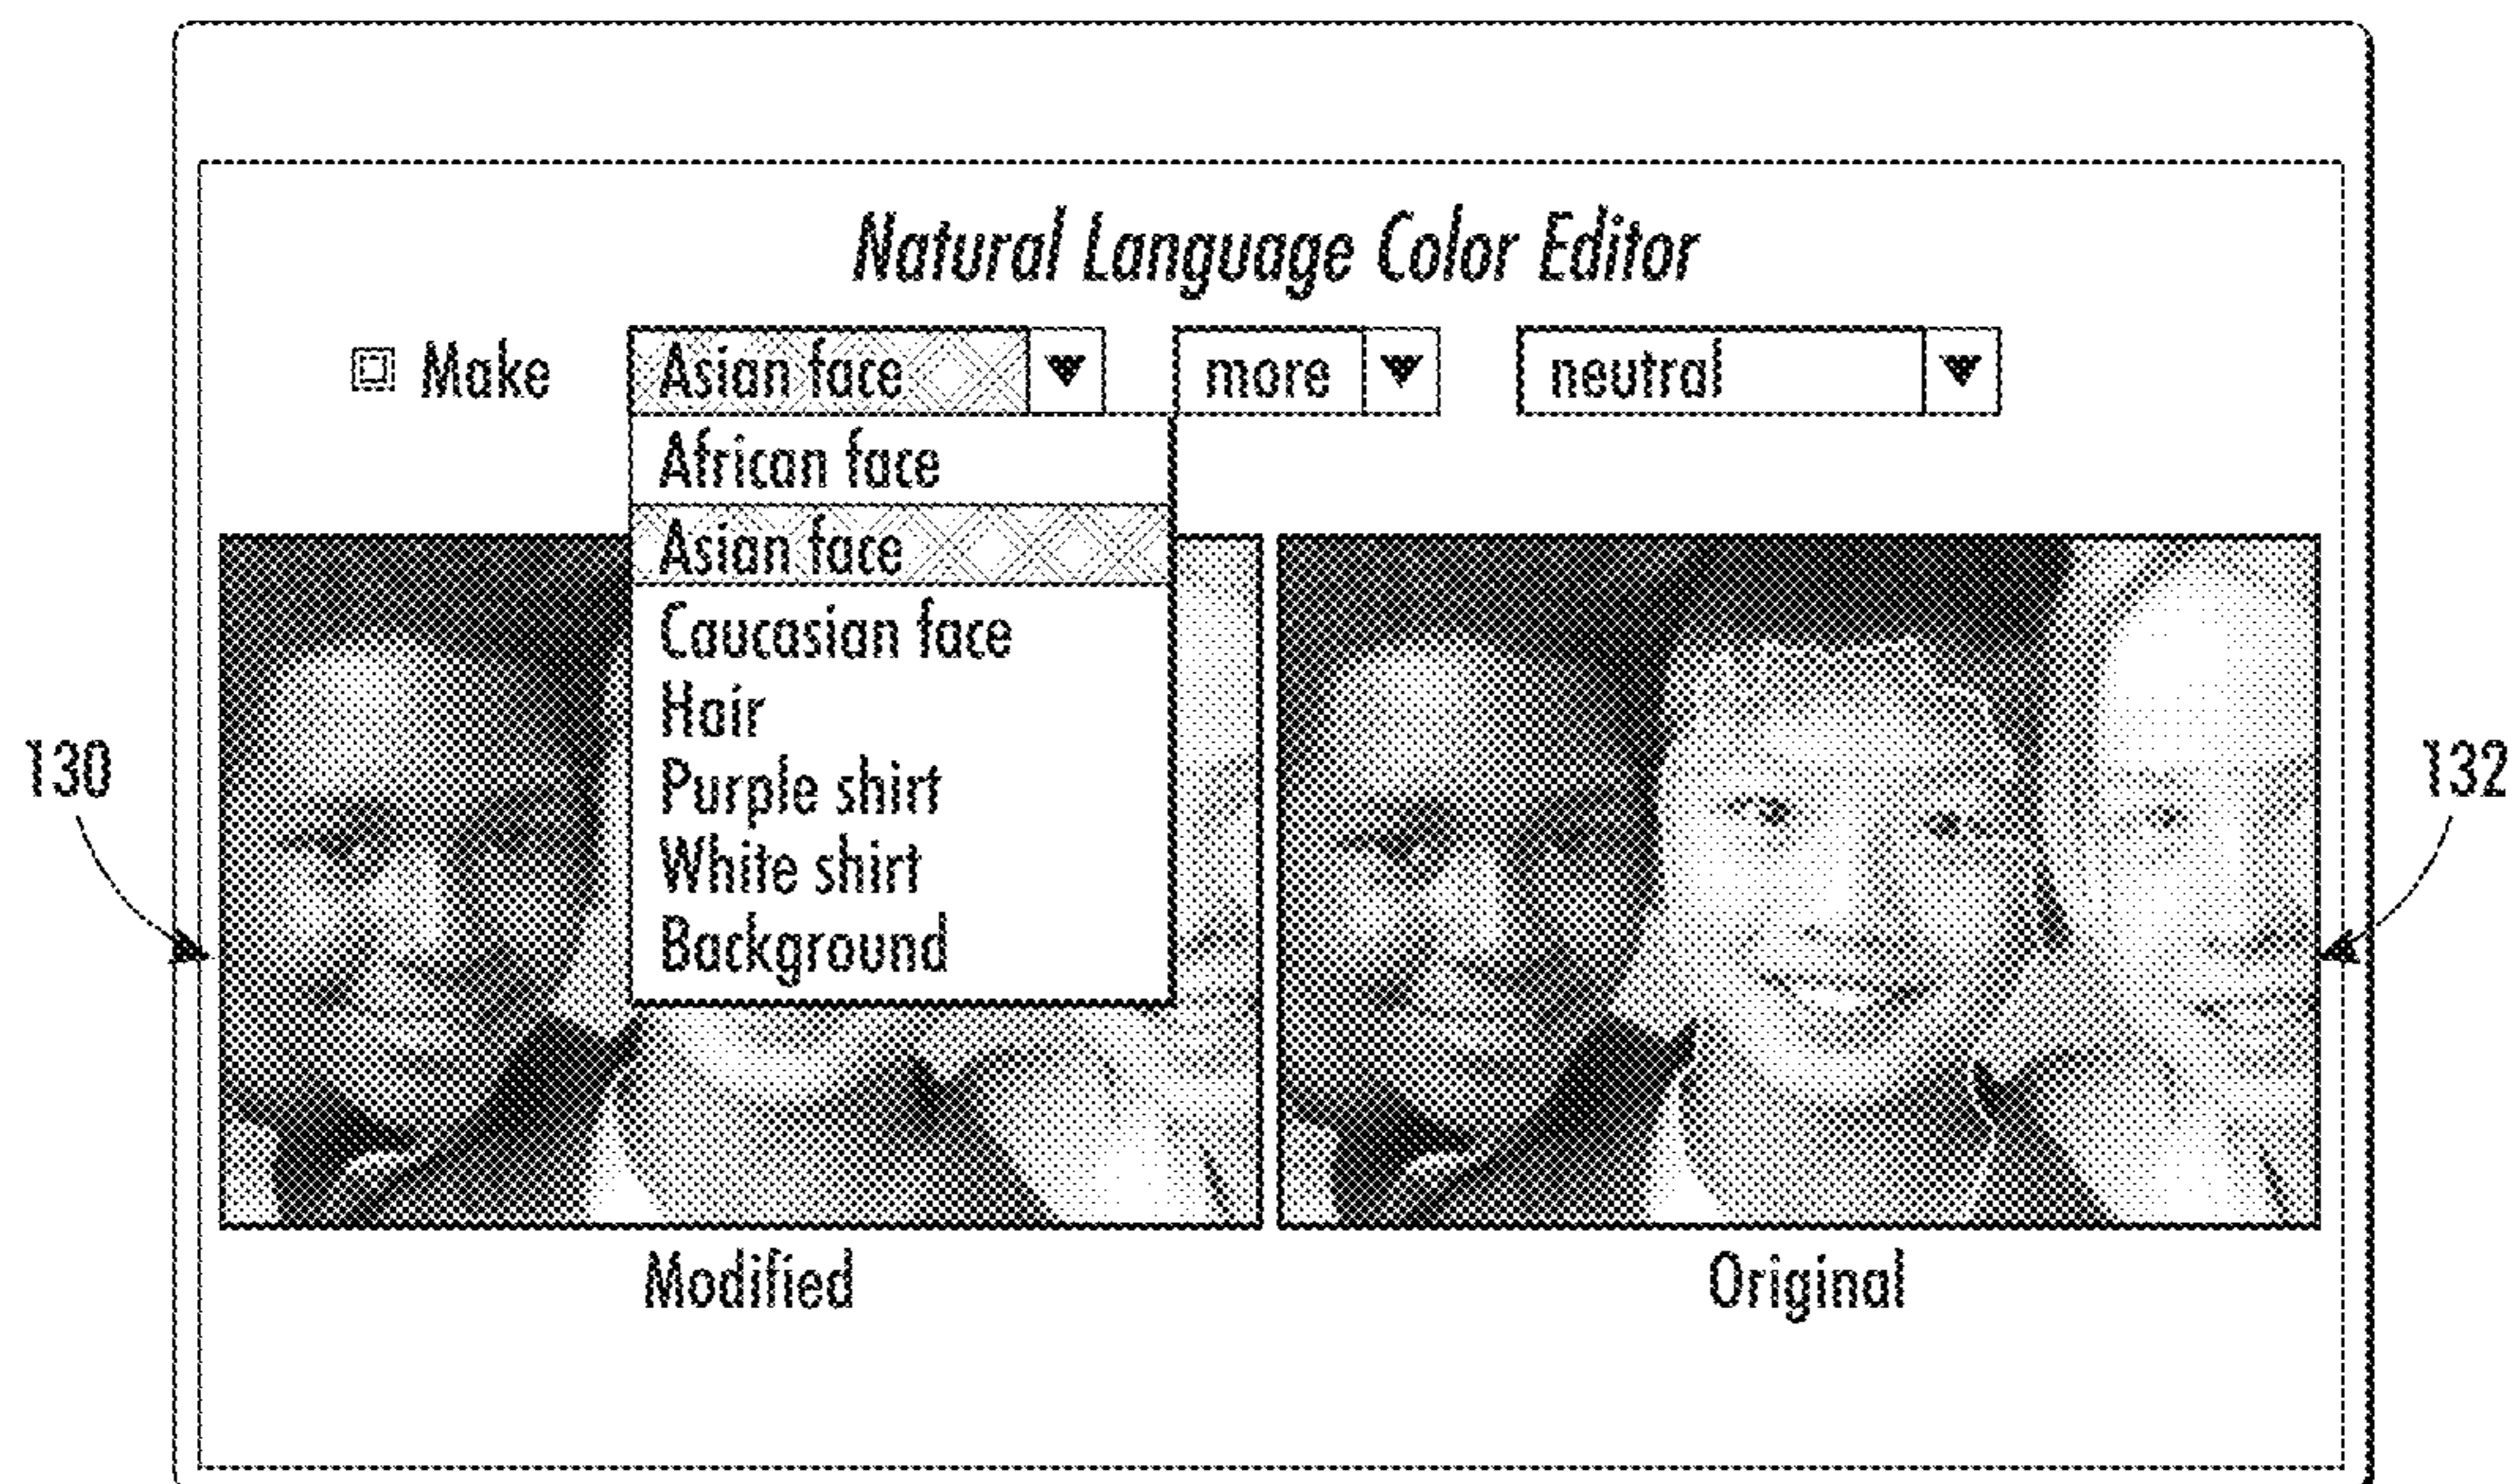 Natural Language Color Editor
Make Asian face more neutral
African face
Asian face
Caucasian face
Hair
Purple shirt
White shirt
Background
130
132
Modified
Original